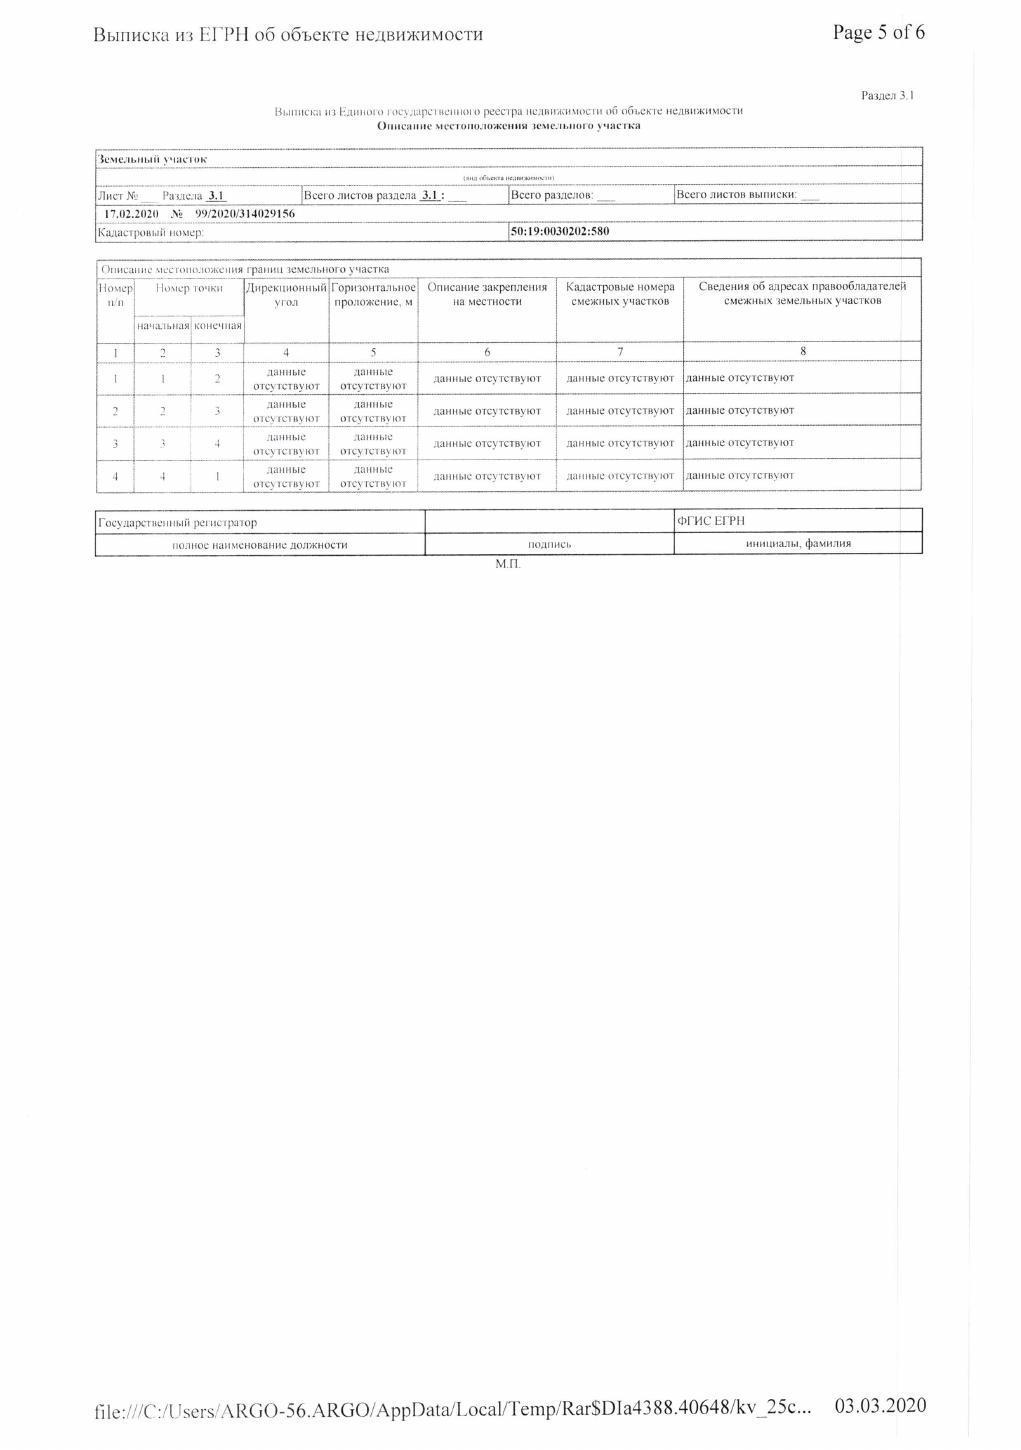 Выписка из ЕГРН об объекте недвижимости Page 5 of 6
Раздел 3.1
Выписка из Единого государственного реестра недвижимости об объекте недвижимости
Описание местоположения земельного участка
Земельный участок
(вид объекта недвижимости)
Лист № ___ Раздела 3.1 Всего листов раздела 3.1 : ___ Всего разделов: ___ Всего листов выписки: ___
17.02.2020 № 99/2020/314029156
Кадастровый номер: 50:19:0030202:580
Описание местоположения границ земельного участка
Номер п/п
Номер точки
начальная
конечная
Дирекционный угол
Горизонтальное проложение, м
Описание закрепления на местности
Кадастровые номера смежных участков
Сведения об адресах правообладателей смежных земельных участков
1 2 3 4 5 6 7 8
1 1 2 данные отсутствуют данные отсутствуют данные отсутствуют данные отсутствуют данные отсутствуют
2 2 3 данные отсутствуют данные отсутствуют данные отсутствуют данные отсутствуют данные отсутствуют
3 3 4 данные отсутствуют данные отсутствуют данные отсутствуют данные отсутствуют данные отсутствуют
4 4 1 данные отсутствуют данные отсутствуют данные отсутствуют данные отсутствуют данные отсутствуют
Государственный регистратор ФГИС ЕГРН
полное наименование должности подпись инициалы, фамилия
М.П.
file:///C:/Users/ARGO-56.ARGO/AppData/Local/Temp/Rar$DIa4388.40648/kv_25c... 03.03.2020